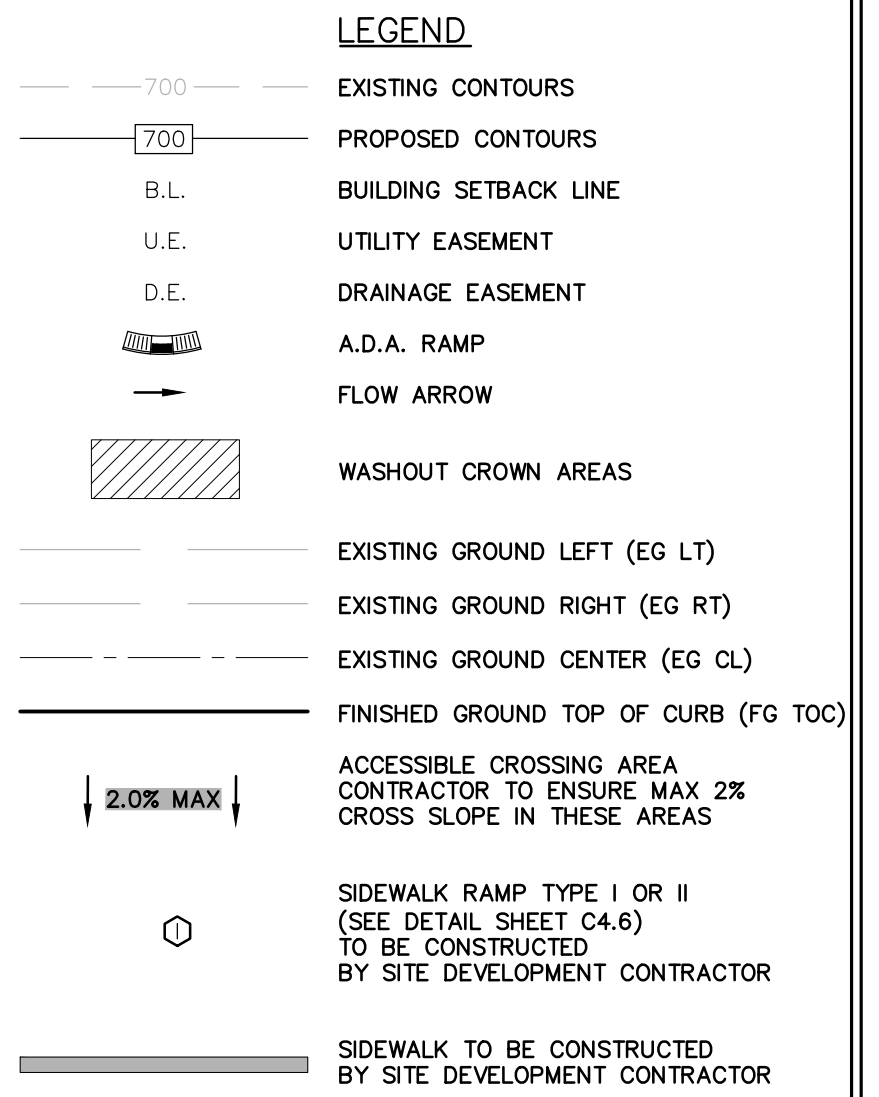 LEGEND
700 EXISTING CONTOURS
700 PROPOSED CONTOURS
B.L. BUILDING SETBACK LINE
U.E. UTILITY EASEMENT
D.E. DRAINAGE EASEMENT
A.D.A. RAMP
FLOW ARROW
WASHOUT CROWN AREAS
EXISTING GROUND LEFT (EG LT)
EXISTING GROUND RIGHT (EG RT)
EXISTING GROUND CENTER (EG CL)
FINISHED GROUND TOP OF CURB (FG TOC)
2.0% MAX
ACCESSIBLE CROSSING AREA
CONTRACTOR TO ENSURE MAX 2%
CROSS SLOPE IN THESE AREAS
I
SIDEWALK RAMP TYPE I OR II
(SEE DETAIL SHEET C4.6)
TO BE CONSTRUCTED
BY SITE DEVELOPMENT CONTRACTOR
SIDEWALK TO BE CONSTRUCTED
BY SITE DEVELOPMENT CONTRACTOR